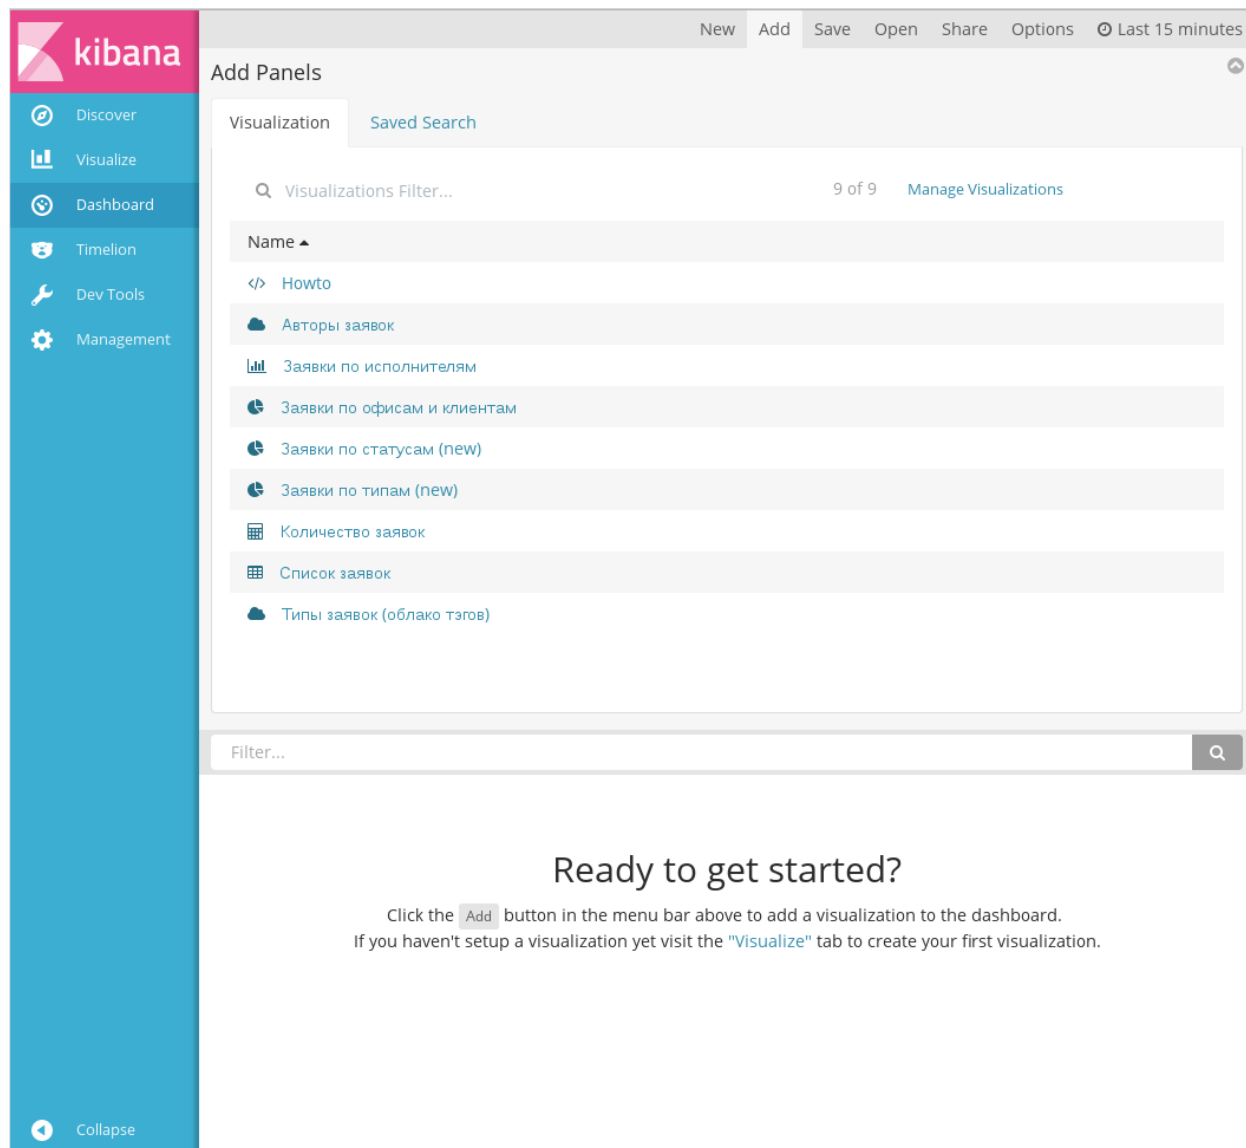 kibana
New Add Save Open Share Options Last 15 minutes
Add Panels
Discover
Visualize
Dashboard
Timelion
Dev Tools
Management
Collapse
Visualization Saved Search
Visualizations Filter... 9 of 9 Manage Visualizations
Name
Howto
Авторы заявок
Заявки по исполнителям
Заявки по офисам и клиентам
Заявки по статусам (new)
Заявки по типам (new)
Количество заявок
Список заявок
Типы заявок (облако тэгов)
Filter...
Ready to get started?
Click the Add button in the menu bar above to add a visualization to the dashboard.
If you haven't setup a visualization yet visit the "Visualize" tab to create your first visualization.